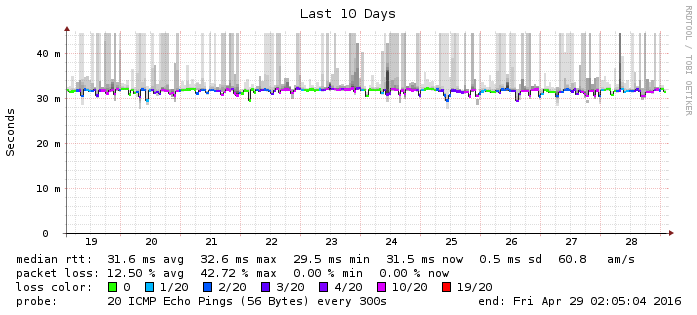 Last 10 Days
RRDTOOL / TOBI OETIKER
Seconds
40 m
30 m
20 m
10 m
0
19 20 21 22 23 24 25 26 27 28
median rtt: 31.6 ms avg 32.6 ms max 29.5 ms min 31.5 ms now 0.5 ms sd 60.8 am/s
packet loss: 12.50 % avg 42.72 % max 0.00 % min 0.00 % now
loss color: 0 1/20 2/20 3/20 4/20 10/20 19/20
probe: 20 ICMP Echo Pings (56 Bytes) every 300s end: Fri Apr 29 02:05:04 2016